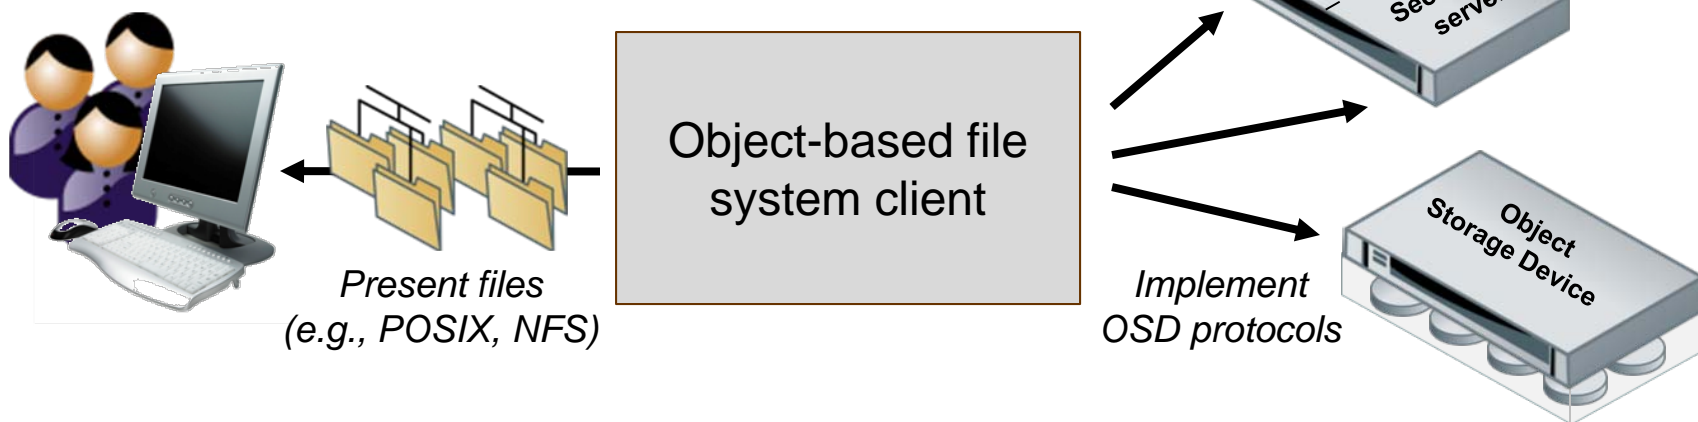 Object-based file
system client
Present files
(e.g., POSIX, NFS)
Implement
OSD protocols
Object
Storage Device